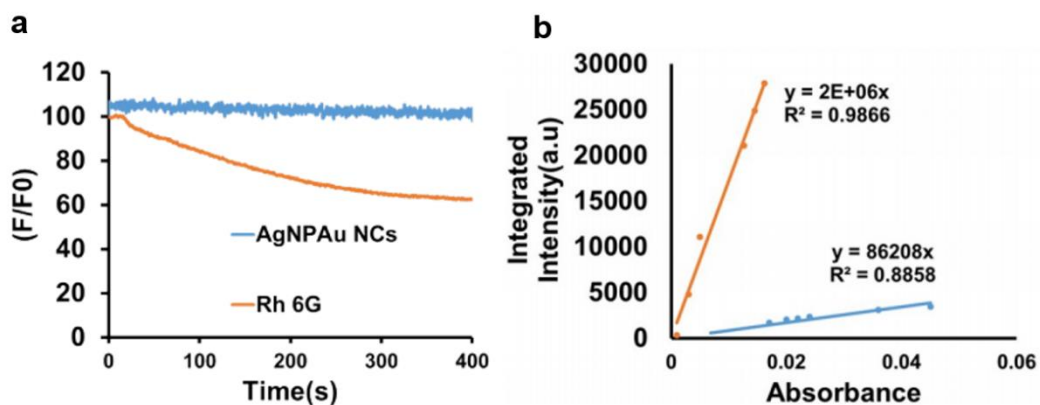 a
120
100
80
60
40
20
0
(F/F0)
AgNPAu NCs
Rh 6G
0 100 200 300 400
Time(s)
b
30000
25000
20000
15000
10000
5000
0
Integrated
Intensity(a.u)
y = 2E+06x
R² = 0.9866
y = 86208x
R² = 0.8858
0 0.02 0.04 0.06
Absorbance